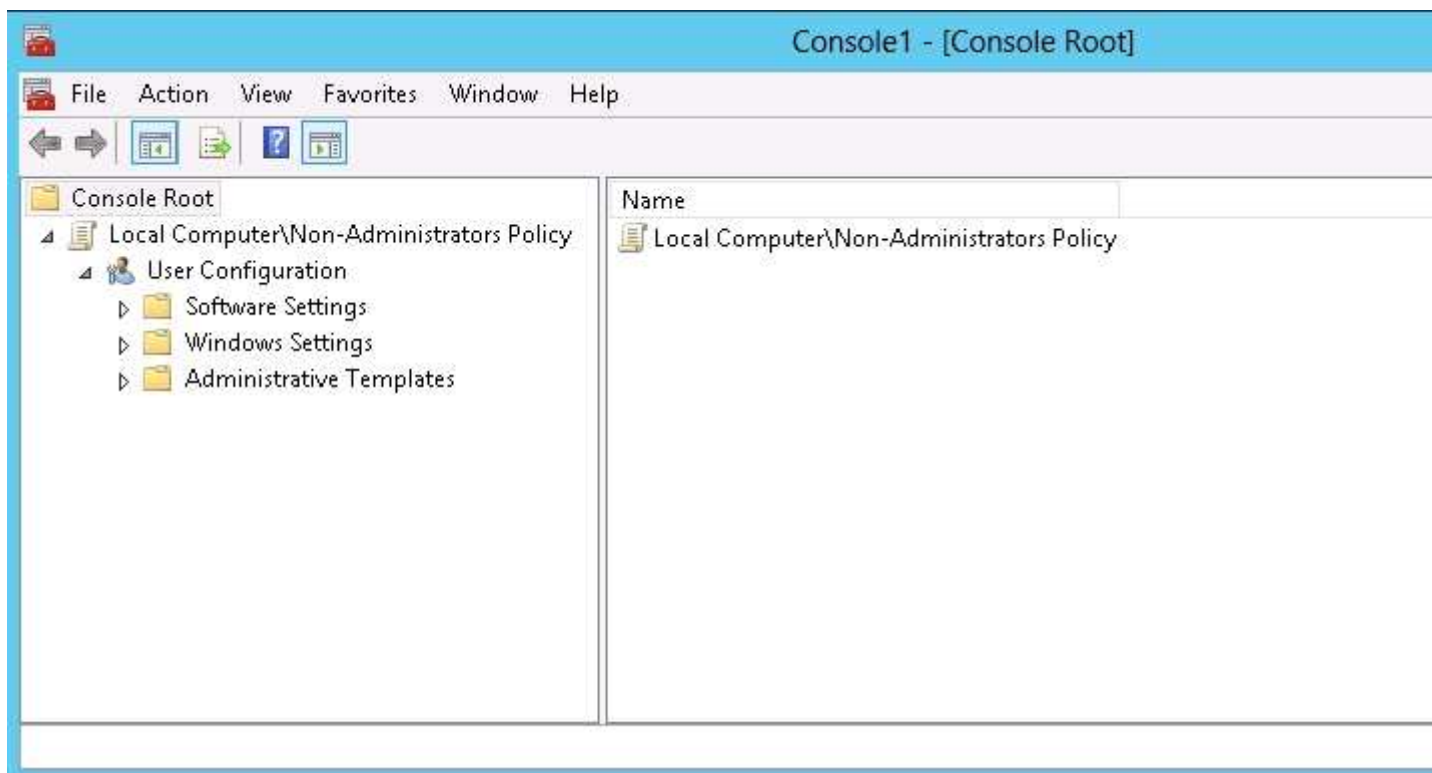 Console1 - [Console Root]
File Action View Favorites Window Help
Console Root
Local Computer\Non-Administrators Policy
User Configuration
Software Settings
Windows Settings
Administrative Templates
Name
Local Computer\Non-Administrators Policy